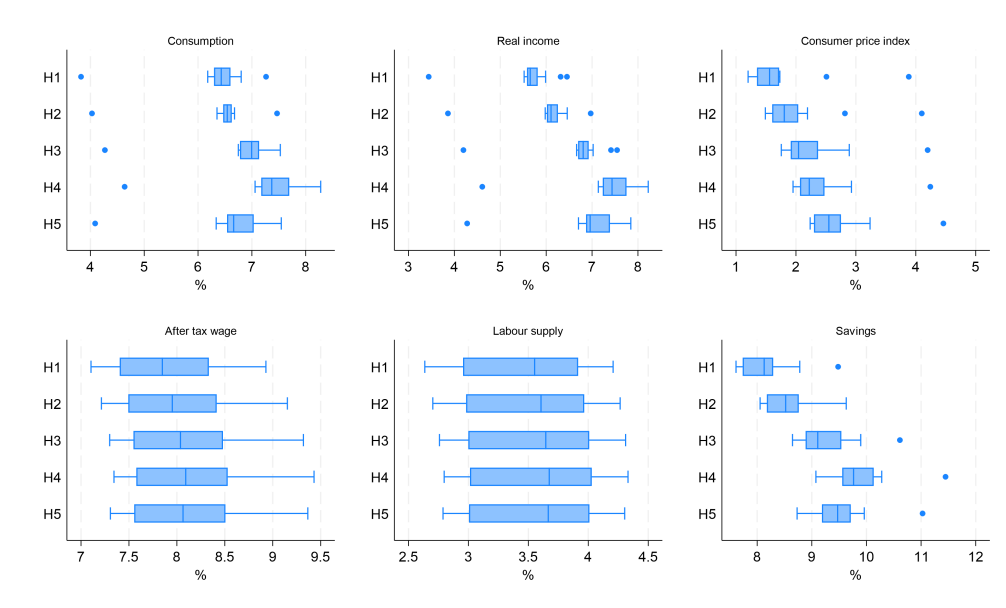 Consumption
H1
H2
H3
H4
H5
4 5 6 7 8
%
Real income
H1
H2
H3
H4
H5
3 4 5 6 7 8
%
Consumer price index
H1
H2
H3
H4
H5
1 2 3 4 5
%
After tax wage
H1
H2
H3
H4
H5
7 7.5 8 8.5 9 9.5
%
Labour supply
H1
H2
H3
H4
H5
2.5 3 3.5 4 4.5
%
Savings
H1
H2
H3
H4
H5
8 9 10 11 12
%